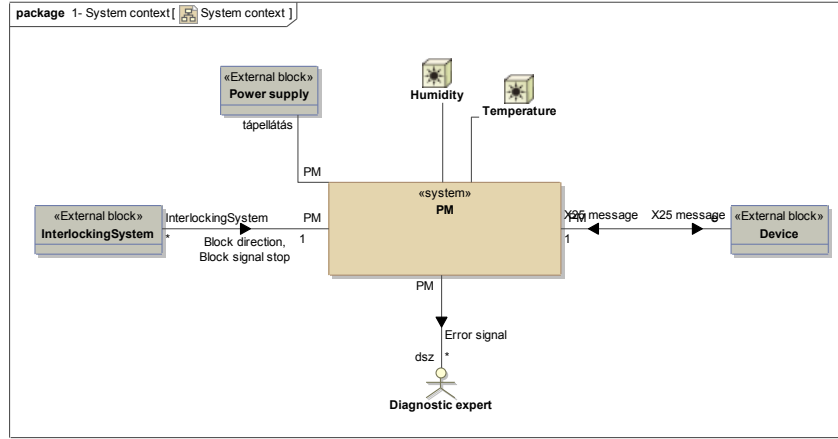 package 1- System context [ System context ]
«External block»
Power supply
tápellátás
PM
Humidity
Temperature
«system»
PM
«External block»
InterlockingSystem
InterlockingSystem
*
PM
1
Block direction,
Block signal stop
X25 message
PM
1
X25 message
«External block»
Device
PM
Error signal
dsz *
Diagnostic expert